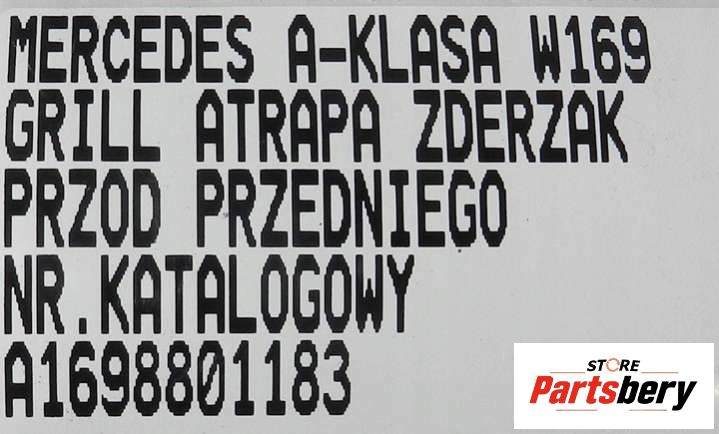 MERCEDES A-KLASA W169
GRILL ATRAPA ZDERZAK
PRZOD PRZEDNIEGO
NR.KATALOGOWY
A1698801183
STORE
Partsbery